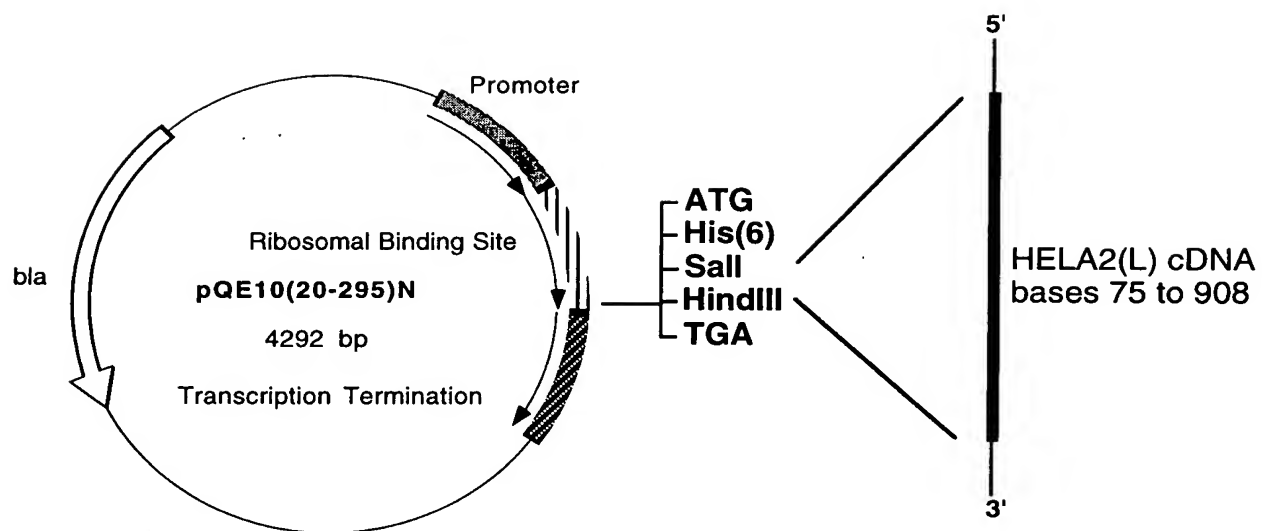 5'
Promoter
ATG
His(6)
SalI
HindIII
TGA
Ribosomal Binding Site
bla
pQE10(20-295)N
4292 bp
Transcription Termination
HELA2(L) cDNA
bases 75 to 908
3'